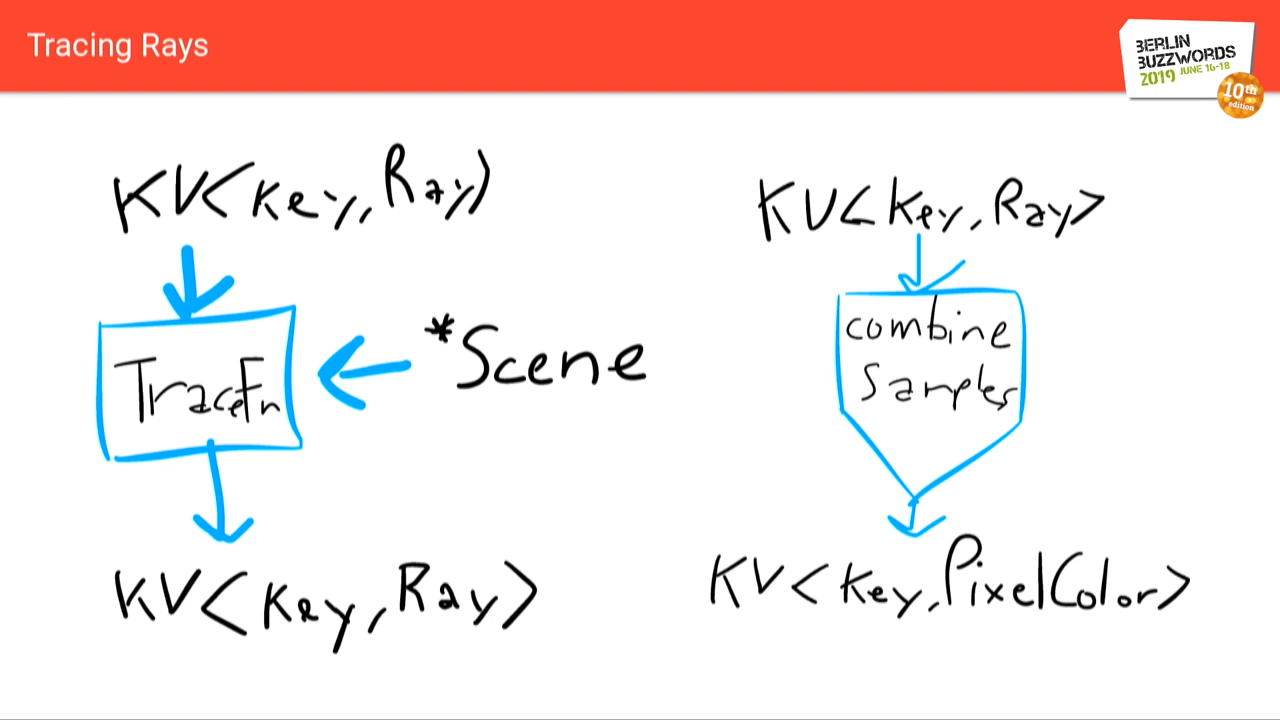 Tracing Rays
BERLIN
BUZZWORDS
2019 JUNE 16-18
10th
edition
KV<Key, Ray>
TraceFn
*Scene
KV<Key, Ray>
KV<Key, Ray>
combine
Samples
KV<Key, PixelColor>